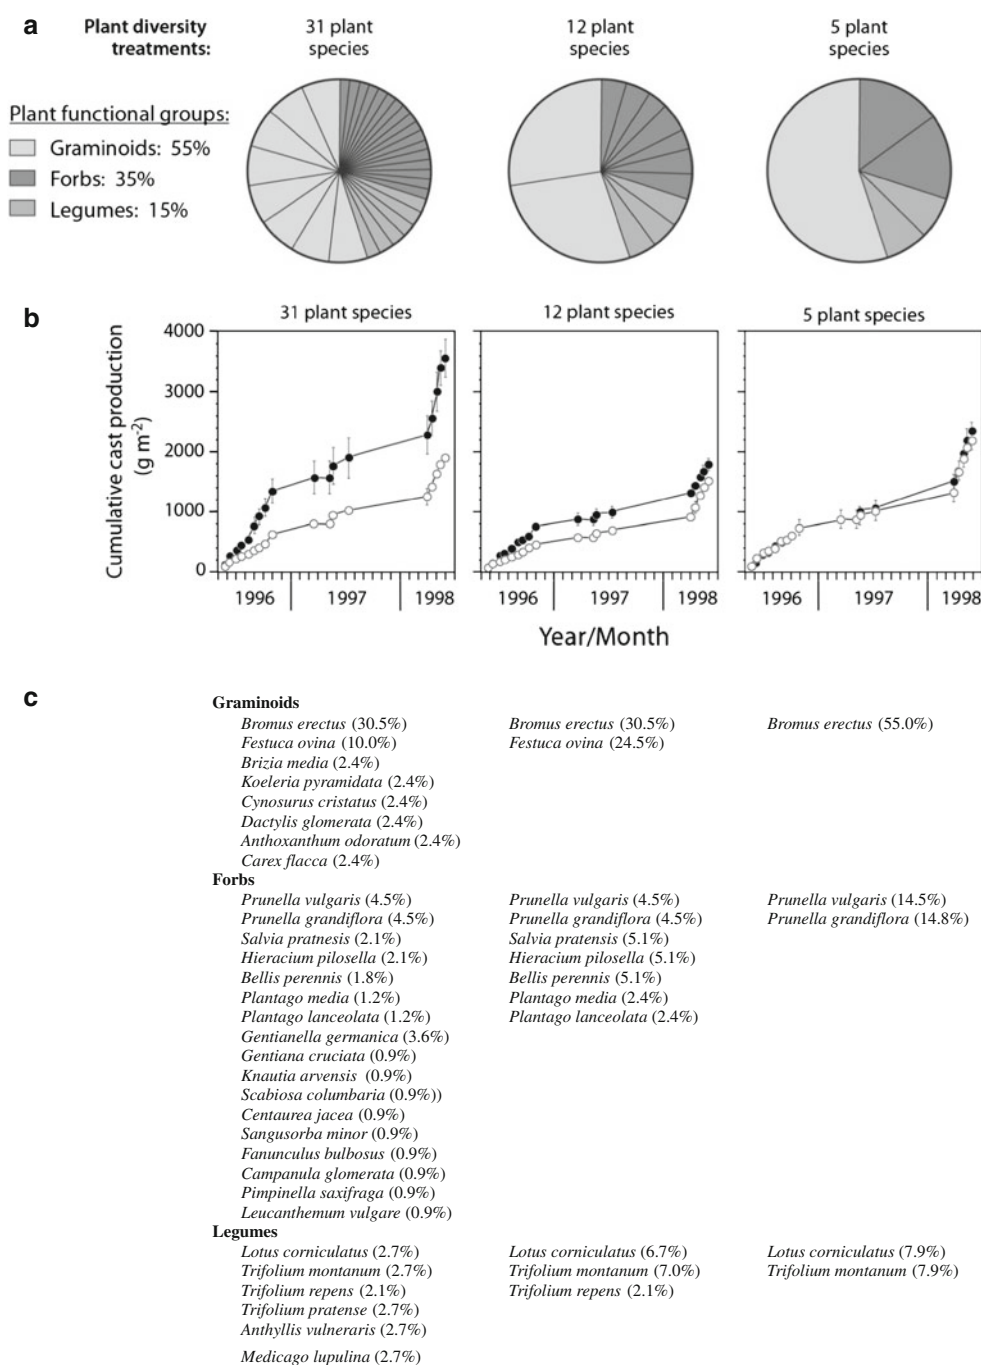 a
Plant diversity treatments:
31 plant species
12 plant species
5 plant species
Plant functional groups:
Graminoids: 55%
Forbs: 35%
Legumes: 15%
b
31 plant species
12 plant species
5 plant species
Cumulative cast production (g m-2)
4000
3000
2000
1000
0
1996 1997 1998
1996 1997 1998
1996 1997 1998
Year/Month
c
Graminoids
Bromus erectus (30.5%) Bromus erectus (30.5%) Bromus erectus (55.0%)
Festuca ovina (10.0%) Festuca ovina (24.5%)
Brizia media (2.4%)
Koeleria pyramidata (2.4%)
Cynosurus cristatus (2.4%)
Dactylis glomerata (2.4%)
Anthoxanthum odoratum (2.4%)
Carex flacca (2.4%)
Forbs
Prunella vulgaris (4.5%) Prunella vulgaris (4.5%) Prunella vulgaris (14.5%)
Prunella grandiflora (4.5%) Prunella grandiflora (4.5%) Prunella grandiflora (14.8%)
Salvia pratnesis (2.1%) Salvia pratensis (5.1%)
Hieracium pilosella (2.1%) Hieracium pilosella (5.1%)
Bellis perennis (1.8%) Bellis perennis (5.1%)
Plantago media (1.2%) Plantago media (2.4%)
Plantago lanceolata (1.2%) Plantago lanceolata (2.4%)
Gentianella germanica (3.6%)
Gentiana cruciata (0.9%)
Knautia arvensis (0.9%)
Scabiosa columbaria (0.9%))
Centaurea jacea (0.9%)
Sangusorba minor (0.9%)
Fanunculus bulbosus (0.9%)
Campanula glomerata (0.9%)
Pimpinella saxifraga (0.9%)
Leucanthemum vulgare (0.9%)
Legumes
Lotus corniculatus (2.7%) Lotus corniculatus (6.7%) Lotus corniculatus (7.9%)
Trifolium montanum (2.7%) Trifolium montanum (7.0%) Trifolium montanum (7.9%)
Trifolium repens (2.1%) Trifolium repens (2.1%)
Trifolium pratense (2.7%)
Anthyllis vulneraris (2.7%)
Medicago lupulina (2.7%)